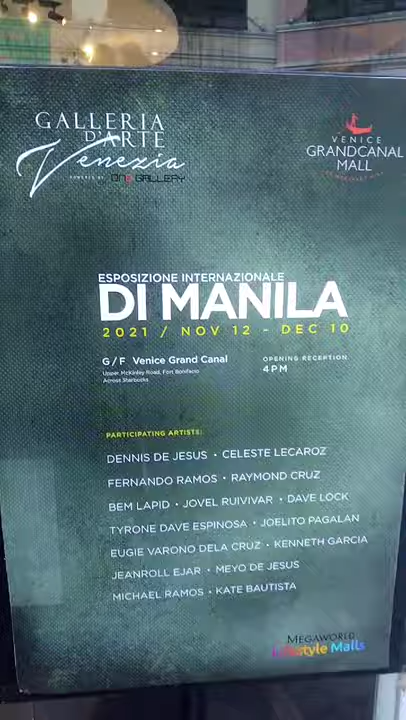 GALLERIA
D'ARTE
Venezia
POWERED BY ONE GALLERY
VENICE
GRANDCANAL
MALL
ESPOSIZIONE INTERNAZIONALE
DI MANILA
2021 / NOV 12 - DEC 10
G/F Venice Grand Canal
Upper McKinley Road, Fort Bonifacio
Across Starbucks
OPENING RECEPTION
4PM
PARTICIPATING ARTISTS:
DENNIS DE JESUS • CELESTE LECAROZ
FERNANDO RAMOS • RAYMOND CRUZ
BEM LAPID • JOVEL RUIVIVAR • DAVE LOCK
TYRONE DAVE ESPINOSA • JOELITO PAGALAN
EUGIE VARONO DELA CRUZ • KENNETH GARCIA
JEANROLL EJAR • MEYO DE JESUS
MICHAEL RAMOS • KATE BAUTISTA
MEGAWORLD
Lifestyle Malls